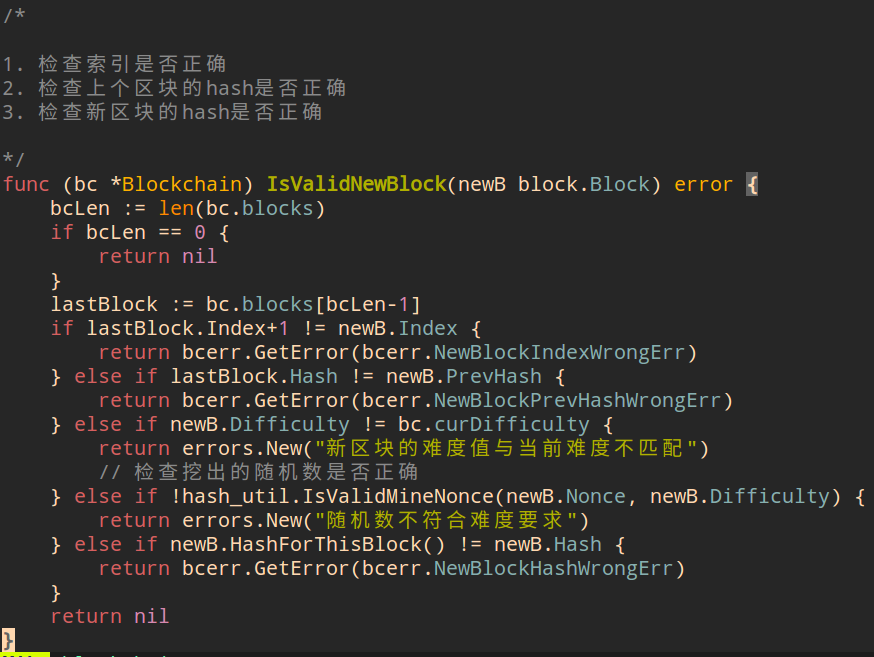 /*
1. 检查索引是否正确
2. 检查上个区块的hash是否正确
3. 检查新区块的hash是否正确
*/
func (bc *Blockchain) IsValidNewBlock(newB block.Block) error {
    bcLen := len(bc.blocks)
    if bcLen == 0 {
        return nil
    }
    lastBlock := bc.blocks[bcLen-1]
    if lastBlock.Index+1 != newB.Index {
        return bcerr.GetError(bcerr.NewBlockIndexWrongErr)
    } else if lastBlock.Hash != newB.PrevHash {
        return bcerr.GetError(bcerr.NewBlockPrevHashWrongErr)
    } else if newB.Difficulty != bc.curDifficulty {
        return errors.New("新区块的难度值与当前难度不匹配")
        // 检查挖出的随机数是否正确
    } else if !hash_util.IsValidMineNonce(newB.Nonce, newB.Difficulty) {
        return errors.New("随机数不符合难度要求")
    } else if newB.HashForThisBlock() != newB.Hash {
        return bcerr.GetError(bcerr.NewBlockHashWrongErr)
    }
    return nil
}